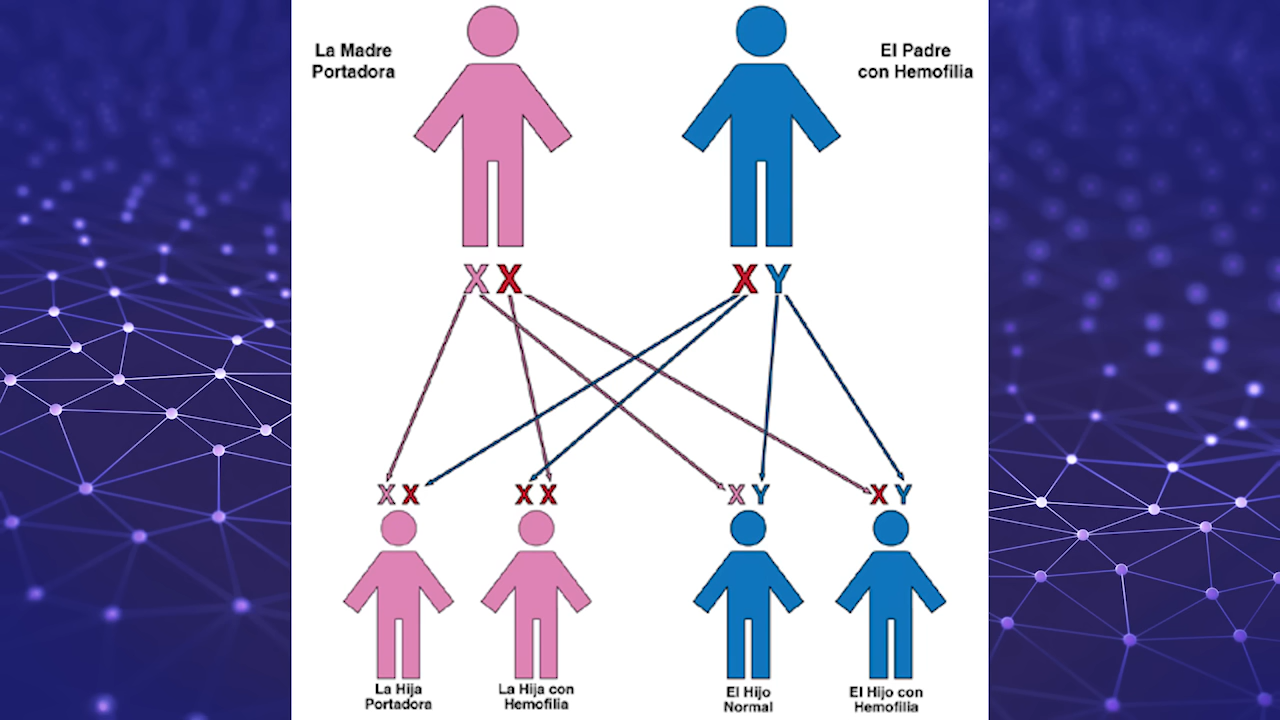 La Madre
Portadora
El Padre
con Hemofilia
X X
X Y
X X
X X
X Y
X Y
La Hija
Portadora
La Hija con
Hemofilia
El Hijo
Normal
El Hijo con
Hemofilia